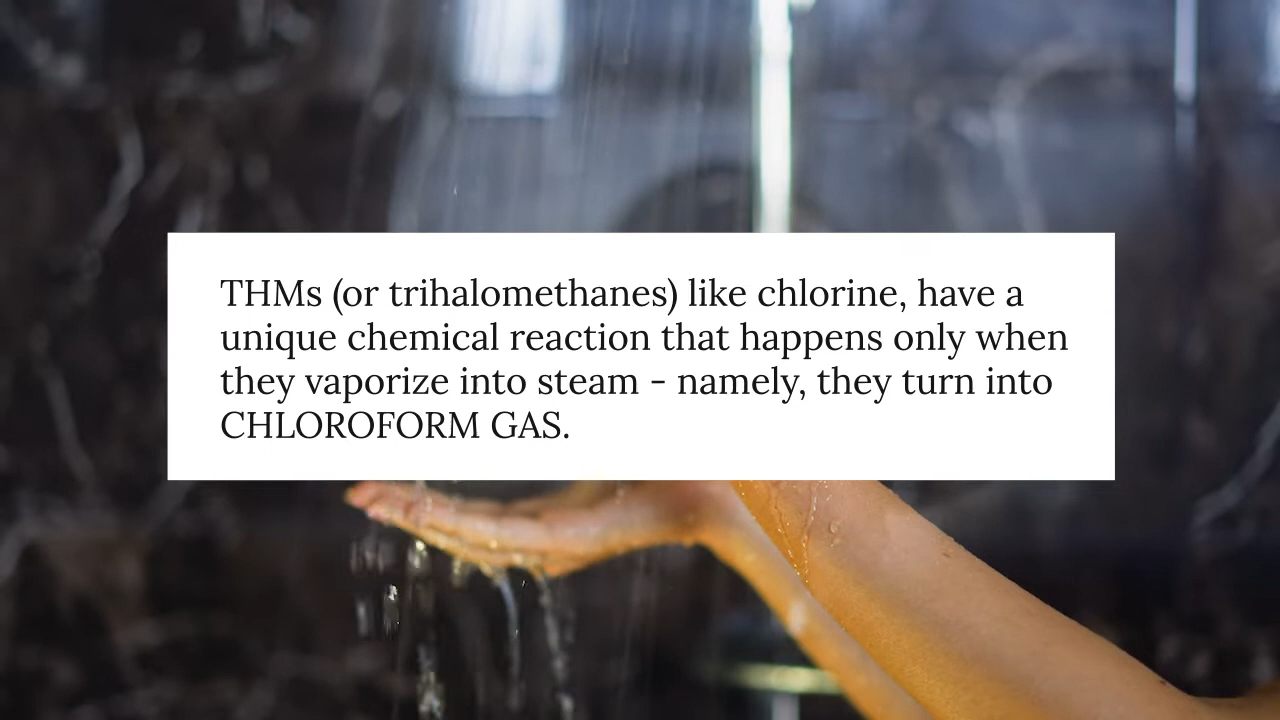 THMs (or trihalomethanes) like chlorine, have a
unique chemical reaction that happens only when
they vaporize into steam - namely, they turn into
CHLOROFORM GAS.